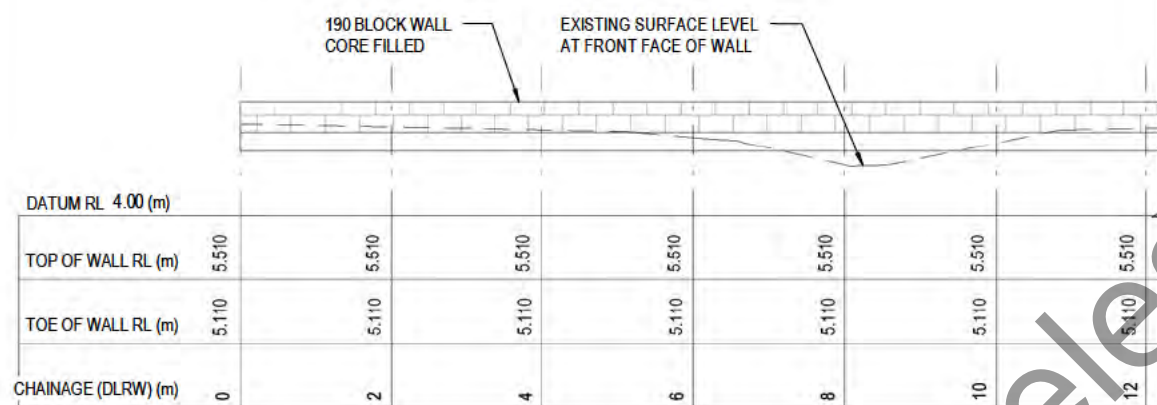 190 BLOCK WALL
CORE FILLED
EXISTING SURFACE LEVEL
AT FRONT FACE OF WALL
DATUM RL 4.00 (m)
TOP OF WALL RL (m) 5.510 5.510 5.510 5.510 5.510 5.510 5.510
TOE OF WALL RL (m) 5.110 5.110 5.110 5.110 5.110 5.110 5.110
CHAINAGE (DLRW) (m) 0 2 4 6 8 10 12